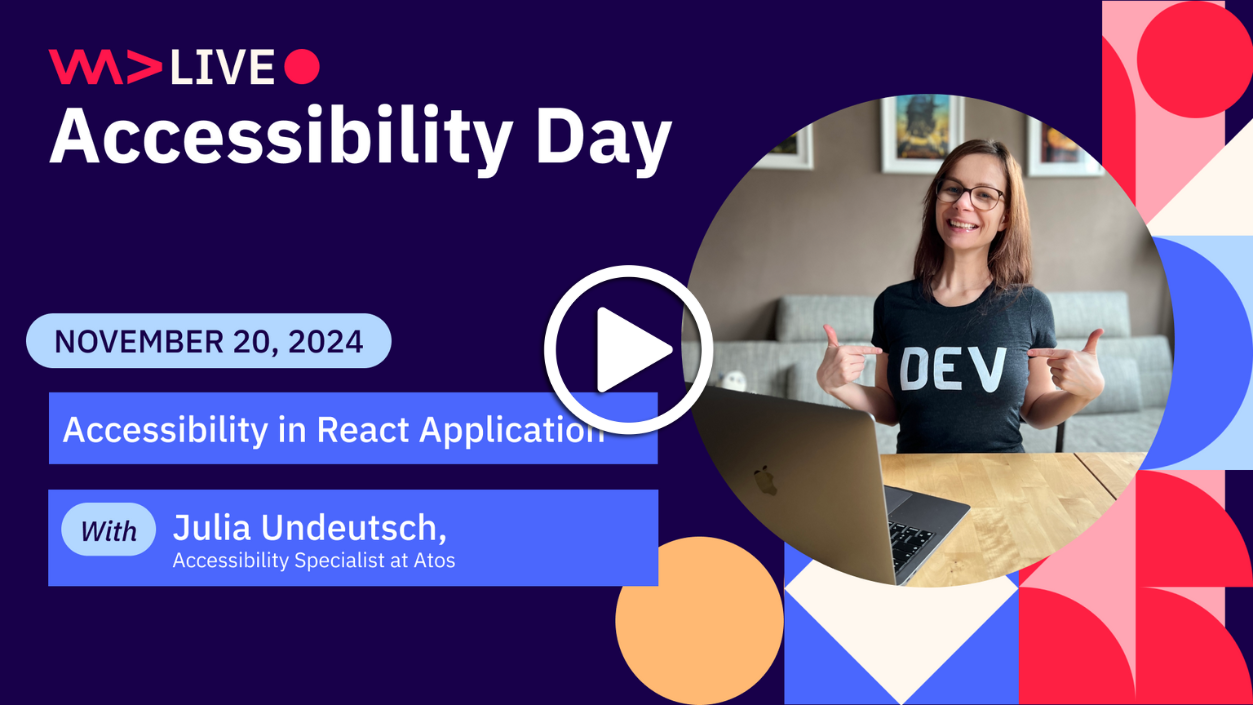 LIVE
Accessibility Day
NOVEMBER 20, 2024
Accessibility in React Application
With
Julia Undeutsch,
Accessibility Specialist at Atos
DEV